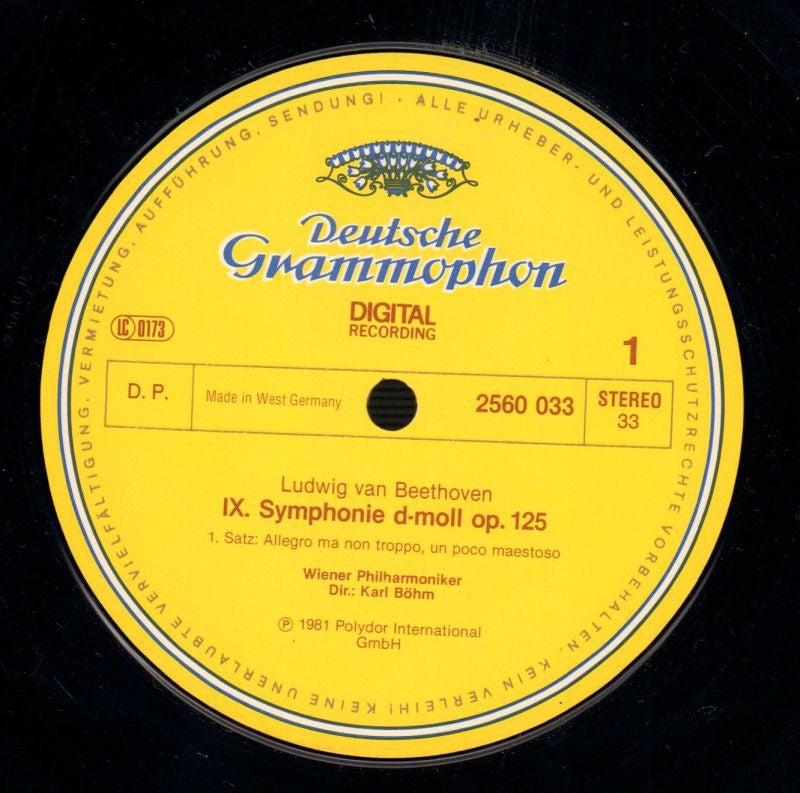 ALLE URHEBER- UND LEISTUNGSSCHUTZRECHTE VORBEHALTEN. KEIN VERLEIH! KEINE UNERLAUBTE VERVIELFÄLTIGUNG, VERMIETUNG, AUFFÜHRUNG, SENDUNG! ·
Deutsche
Grammophon
DIGITAL
RECORDING
LC 0173
1
D. P.
Made in West Germany
2560 033
STEREO
33
Ludwig van Beethoven
IX. Symphonie d-moll op. 125
1. Satz: Allegro ma non troppo, un poco maestoso
Wiener Philharmoniker
Dir.: Karl Böhm
℗ 1981 Polydor International
GmbH